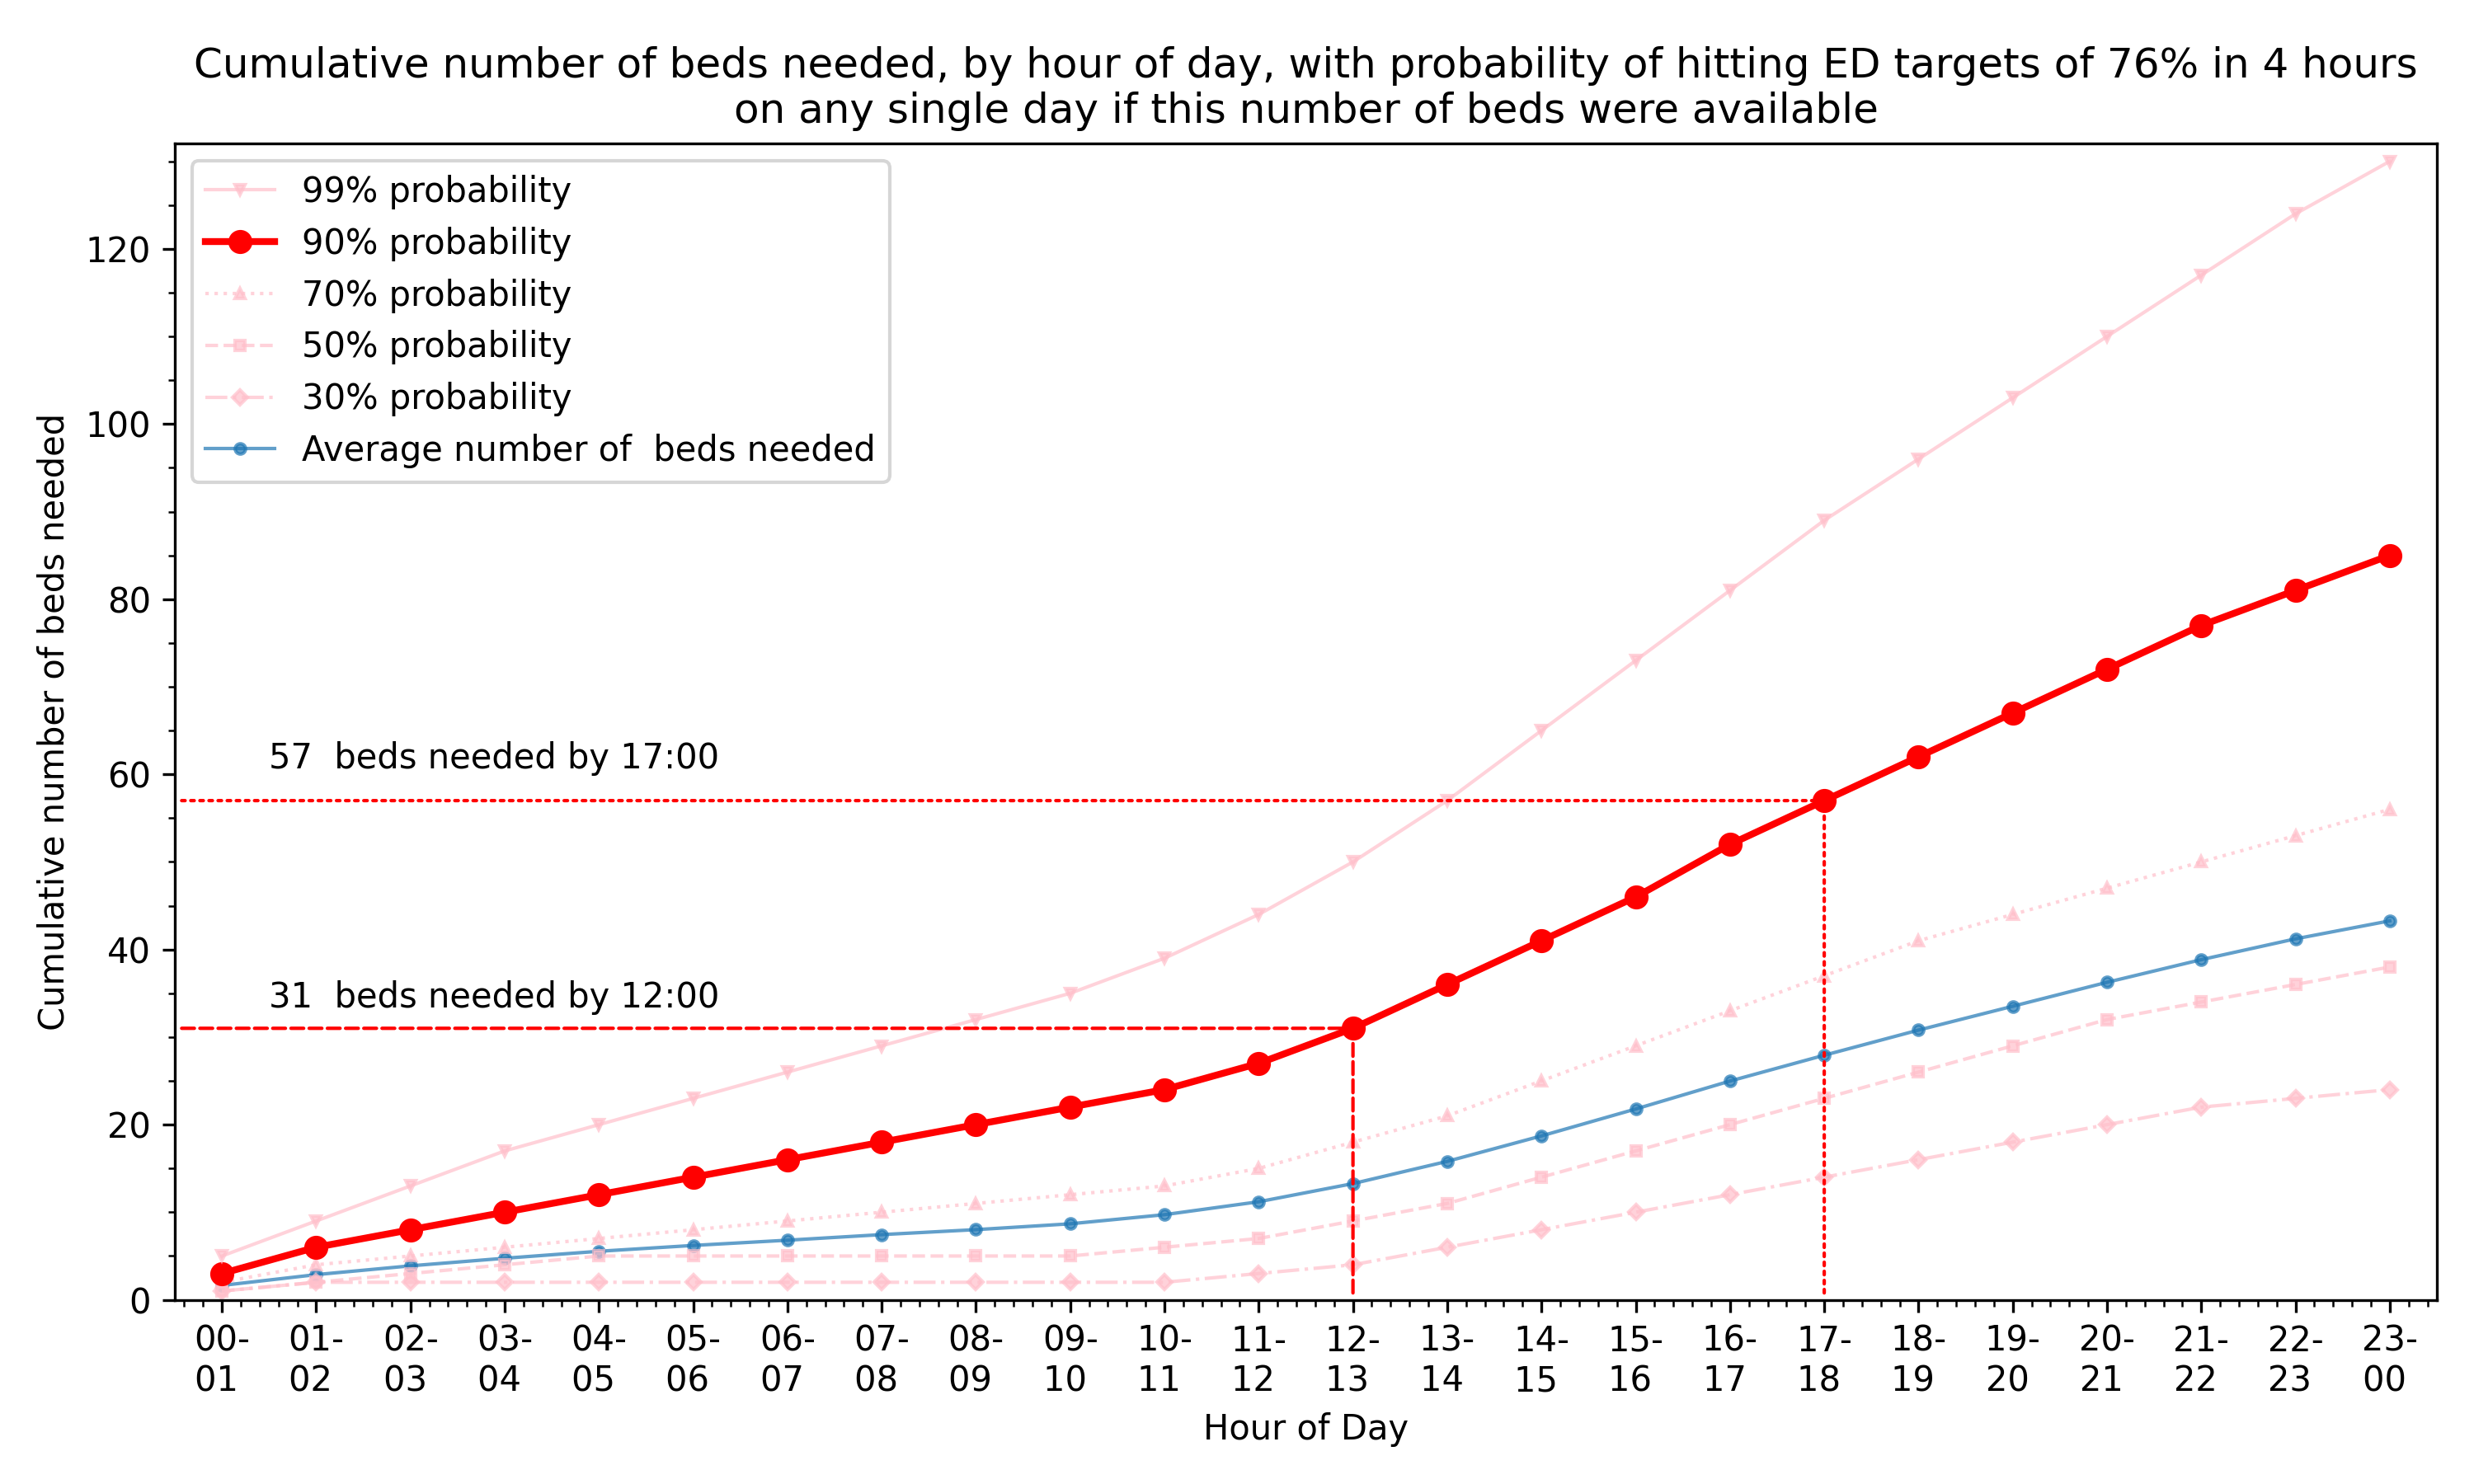 Cumulative number of beds needed, by hour of day, with probability of hitting ED targets of 76% in 4 hours
on any single day if this number of beds were available
99% probability
90% probability
70% probability
50% probability
30% probability
Average number of  beds needed
Cumulative number of beds needed
120
100
80
60
40
20
0
57  beds needed by 17:00
31  beds needed by 12:00
00- 01- 02- 03- 04- 05- 06- 07- 08- 09- 10- 11- 12- 13- 14- 15- 16- 17- 18- 19- 20- 21- 22- 23-
01 02 03 04 05 06 07 08 09 10 11 12 13 14 15 16 17 18 19 20 21 22 23 00
Hour of Day